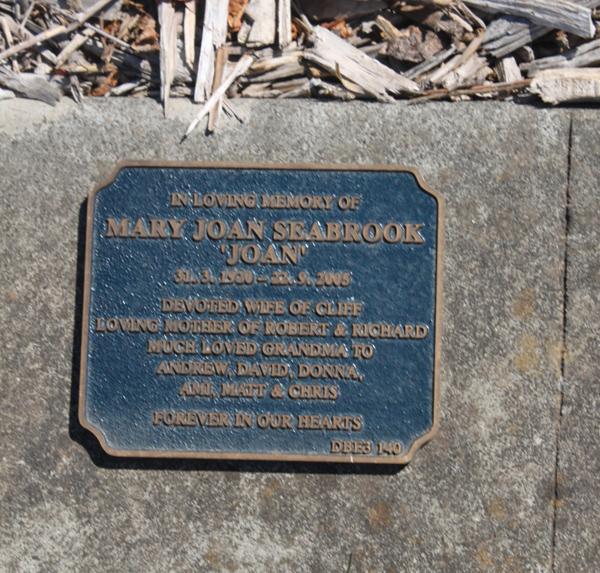 IN LOVING MEMORY OF
MARY JOAN SEABROOK
'JOAN'
31. 3. 1920 – 22. 9. 2005
DEVOTED WIFE OF CLIFF
LOVING MOTHER OF ROBERT & RICHARD
MUCH LOVED GRANDMA TO
ANDREW, DAVID, DONNA,
AMI, MATT & CHRIS
FOREVER IN OUR HEARTS
DBE3 140